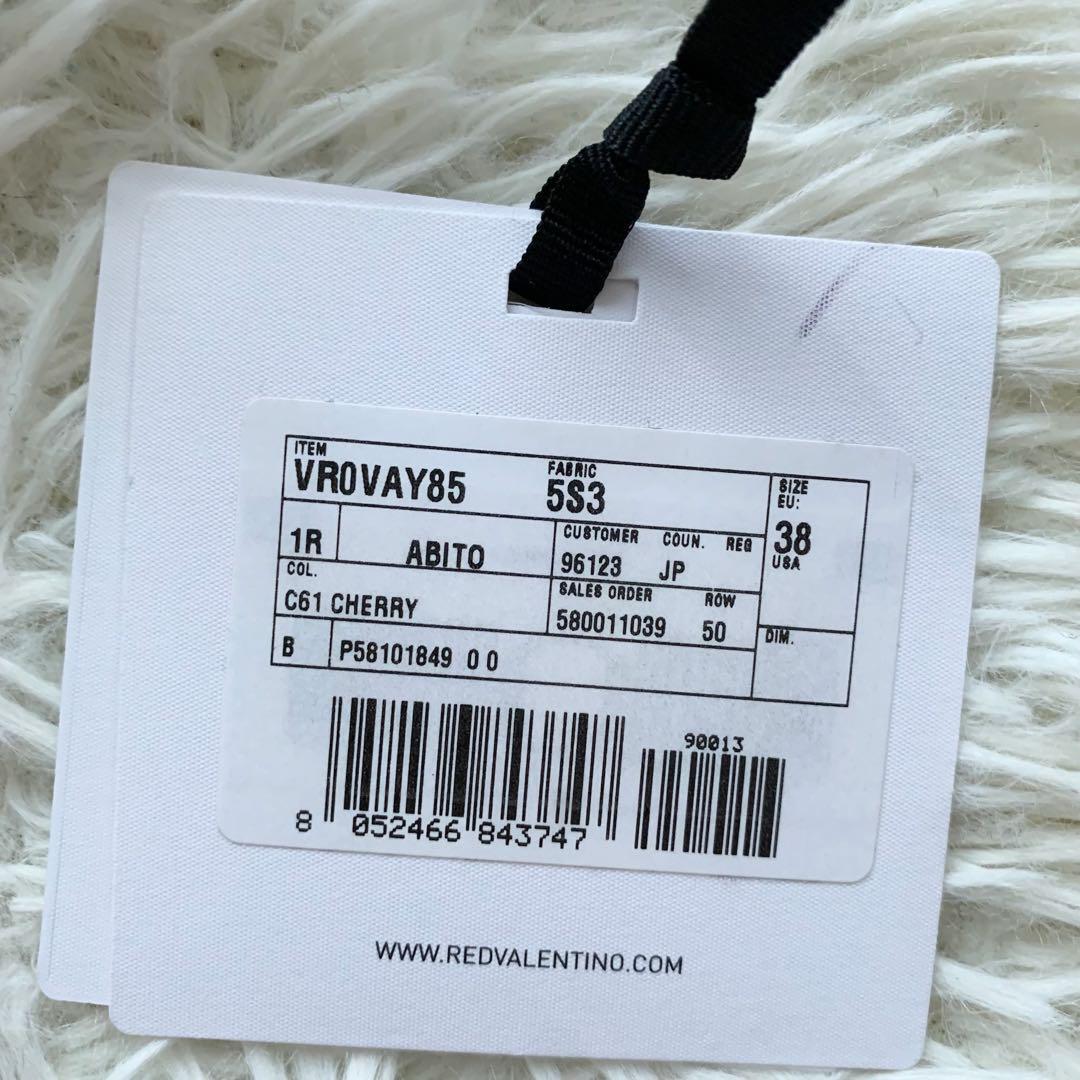 ITEM FABRIC SIZE
VR0VAY85 5S3 EU:
38
USA
1R ABITO CUSTOMER COUN. REG
96123 JP
COL. SALES ORDER ROW
C61 CHERRY 580011039 50
DIM.
B P58101849 0 0
90013
8 052466 843747
WWW.REDVALENTINO.COM